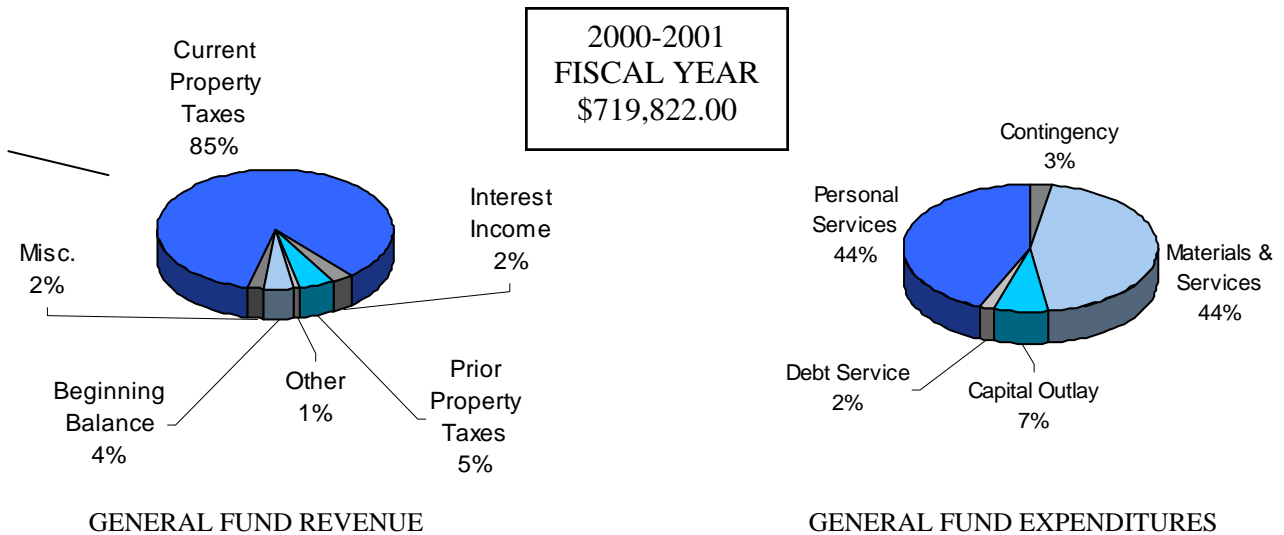 2000-2001
FISCAL YEAR
$719,822.00
Current
Property
Taxes
85%
Interest
Income
2%
Misc.
2%
Beginning
Balance
4%
Other
1%
Prior
Property
Taxes
5%
GENERAL FUND REVENUE
Contingency
3%
Personal
Services
44%
Materials &
Services
44%
Debt Service
2%
Capital Outlay
7%
GENERAL FUND EXPENDITURES